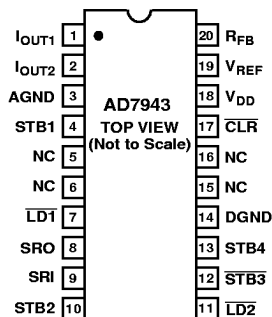 IOUT1 1 20 RFB
IOUT2 2 19 VREF
AGND 3 18 VDD
AD7943
STB1 4 TOP VIEW 17 CLR
(Not to Scale)
NC 5 16 NC
NC 6 15 NC
LD1 7 14 DGND
SRO 8 13 STB4
SRI 9 12 STB3
STB2 10 11 LD2